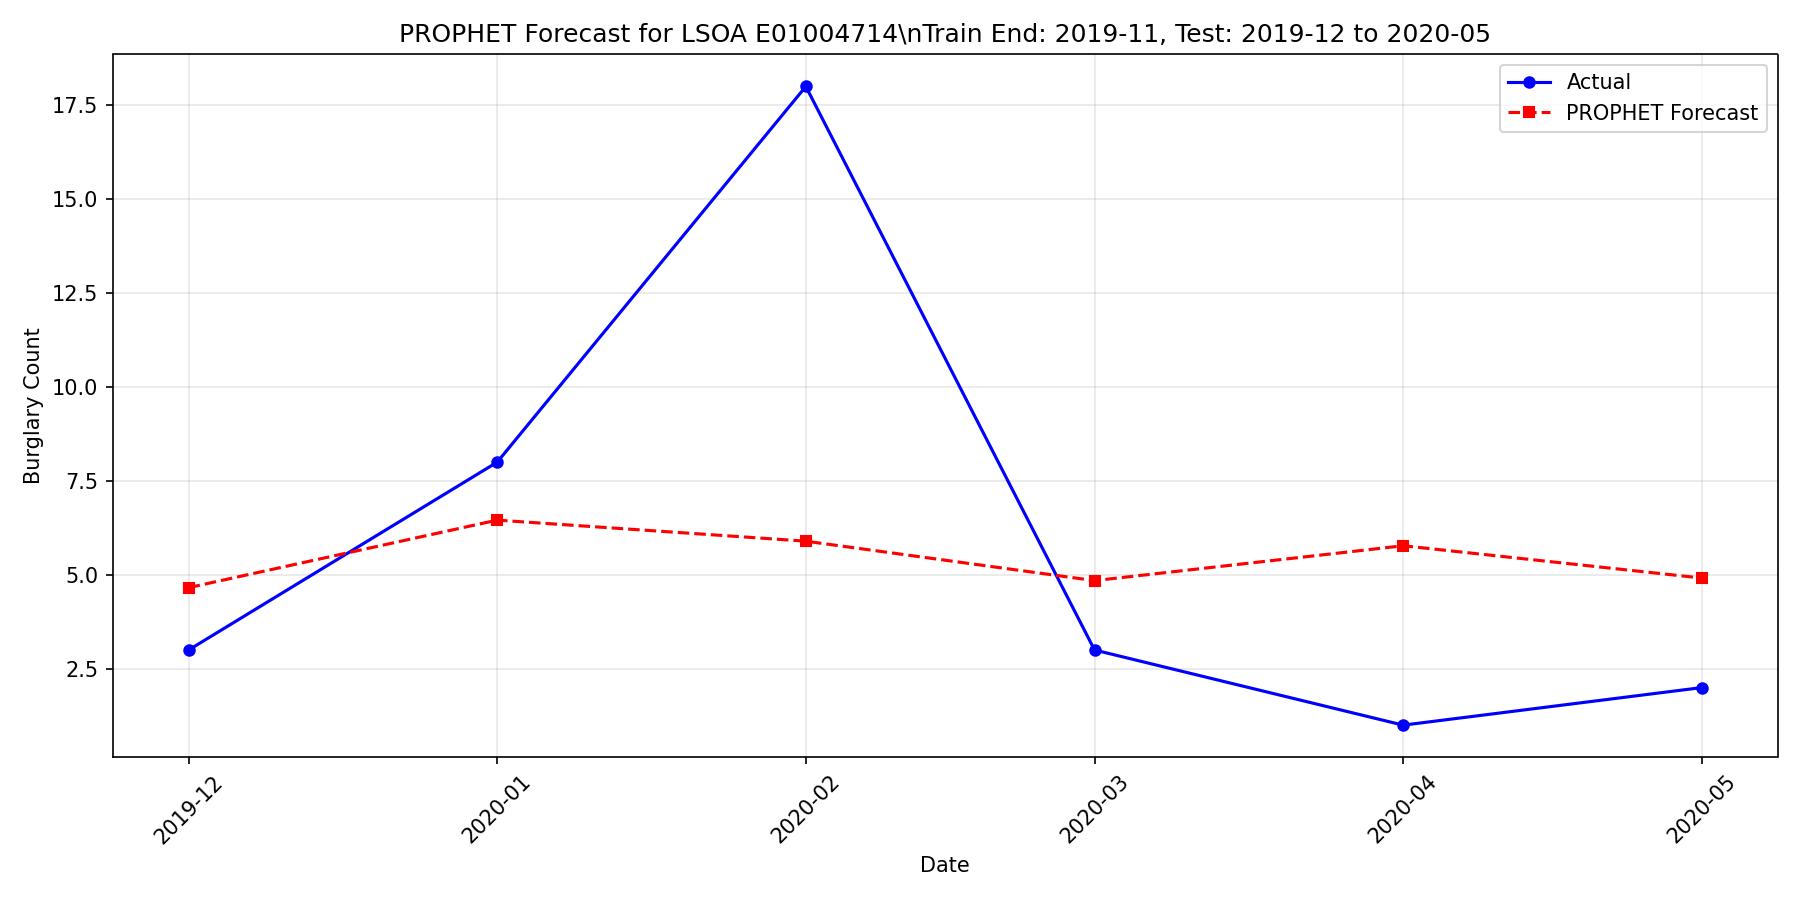 PROPHET Forecast for LSOA E01004714\nTrain End: 2019-11, Test: 2019-12 to 2020-05
Actual
PROPHET Forecast
17.5
15.0
12.5
10.0
7.5
5.0
2.5
Burglary Count
2019-12
2020-01
2020-02
2020-03
2020-04
2020-05
Date